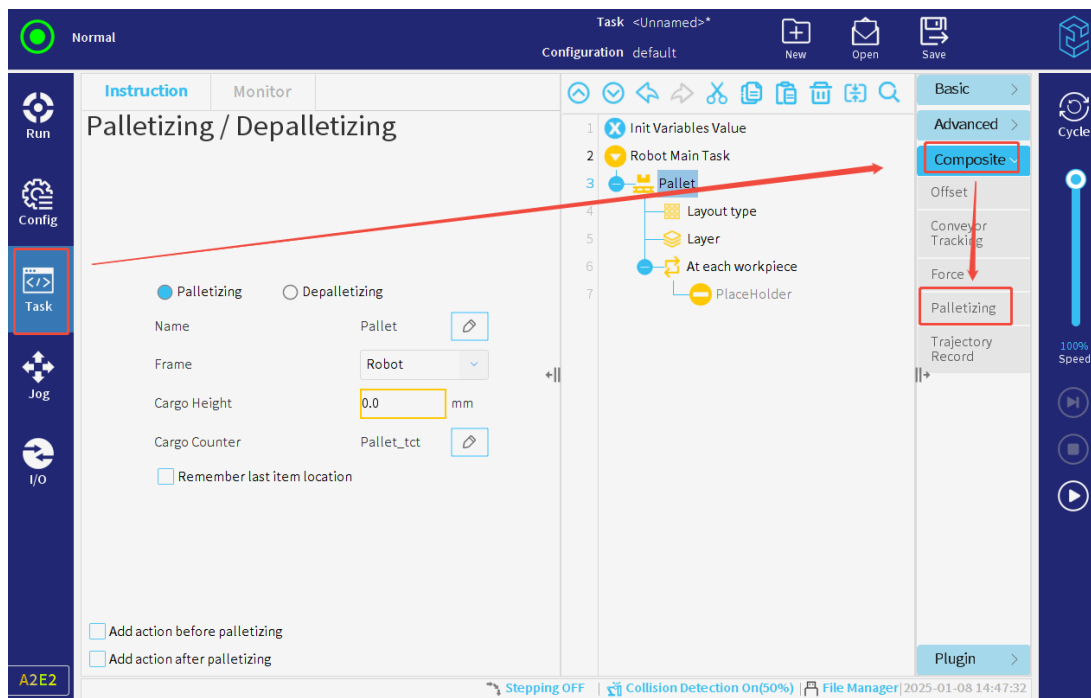 Normal
Task <Unnamed>*
Configuration default
New
Open
Save
Run
Config
Task
Jog
I/O
A2E2
Instruction
Monitor
Palletizing / Depalletizing
Palletizing
Depalletizing
Name
Pallet
Frame
Robot
Cargo Height
0.0
mm
Cargo Counter
Pallet_tct
Remember last item location
Add action before palletizing
Add action after palletizing
1 Init Variables Value
2 Robot Main Task
3 Pallet
4 Layout type
5 Layer
6 At each workpiece
7 PlaceHolder
Basic >
Advanced >
Composite
Offset
Conveyor
Tracking
Force
Palletizing
Trajectory
Record
Plugin >
Cycle
100%
Speed
Stepping OFF | Collision Detection On(50%) | File Manager| 2025-01-08 14:47:32